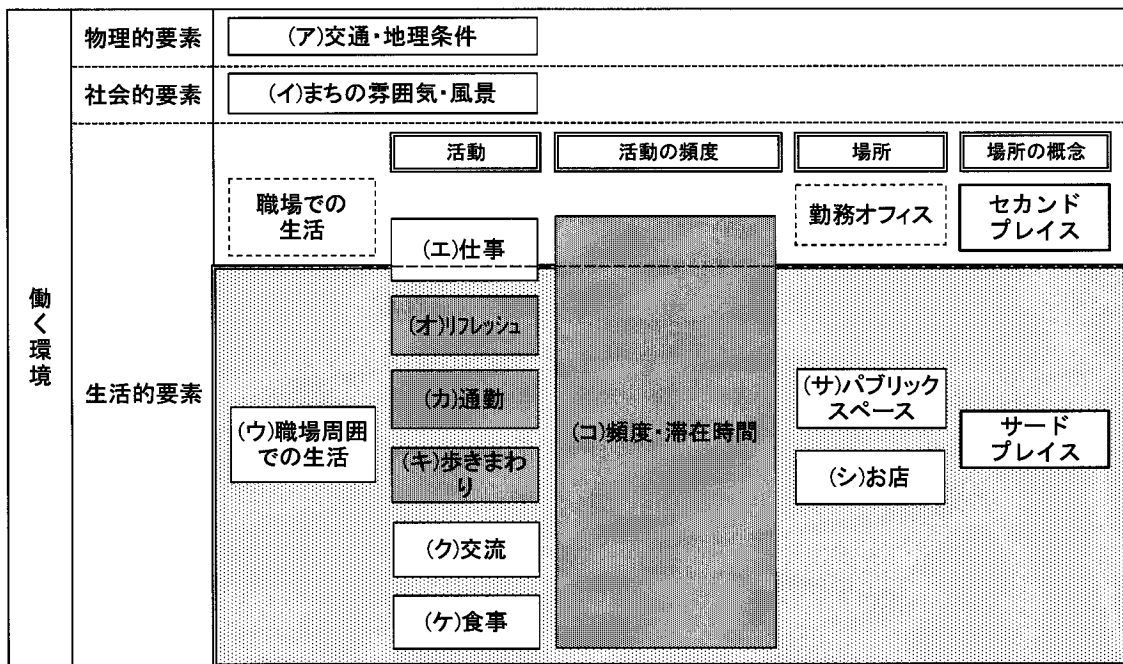 働く環境
物理的要素
(ア)交通・地理条件
社会的要素
(イ)まちの雰囲気・風景
生活的要素
活動
活動の頻度
場所
場所の概念
職場での
生活
勤務オフィス
セカンド
プレイス
(エ)仕事
(オ)リフレッシュ
(カ)通勤
(ウ)職場周囲
での生活
(キ)歩きまわ
り
(ク)交流
(ケ)食事
(コ)頻度・滞在時間
(サ)パブリック
スペース
(シ)お店
サード
プレイス